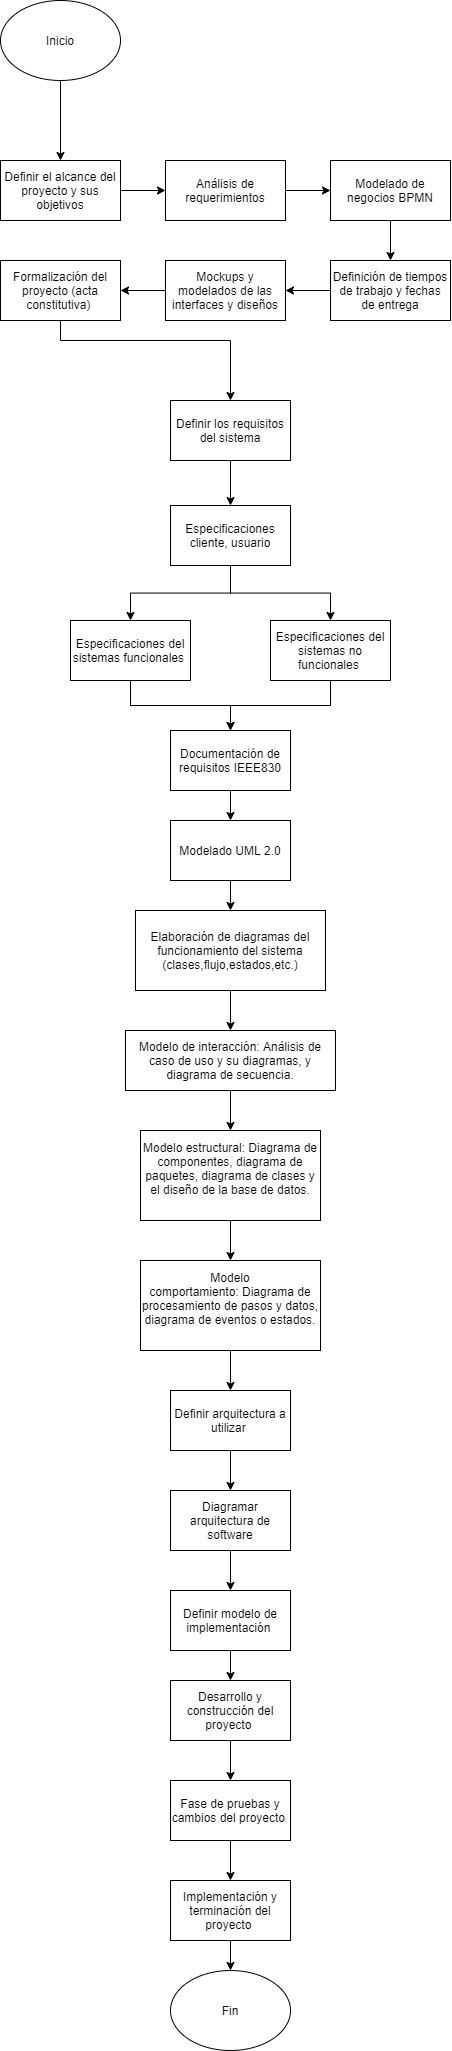 Inicio
Definir el alcance del
proyecto y sus
objetivos
Análisis de
requerimientos
Modelado de
negocios BPMN
Definición de tiempos
de trabajo y fechas
de entrega
Mockups y
modelados de las
interfaces y diseños
Formalización del
proyecto (acta
constitutiva)
Definir los requisitos
del sistema
Especificaciones
cliente, usuario
Especificaciones del
sistemas funcionales
Especificaciones del
sistemas no
funcionales
Documentación de
requisitos IEEE830
Modelado UML 2.0
Elaboración de diagramas del
funcionamiento del sistema
(clases,flujo,estados,etc.)
Modelo de interacción: Análisis de
caso de uso y su diagramas, y
diagrama de secuencia.
Modelo estructural: Diagrama de
componentes, diagrama de
paquetes, diagrama de clases y
el diseño de la base de datos.
Modelo
comportamiento: Diagrama de
procesamiento de pasos y datos,
diagrama de eventos o estados.
Definir arquitectura a
utilizar
Diagramar
arquitectura de
software
Definir modelo de
implementación
Desarrollo y
construcción del
proyecto
Fase de pruebas y
cambios del proyecto
Implementación y
terminación del
proyecto
Fin